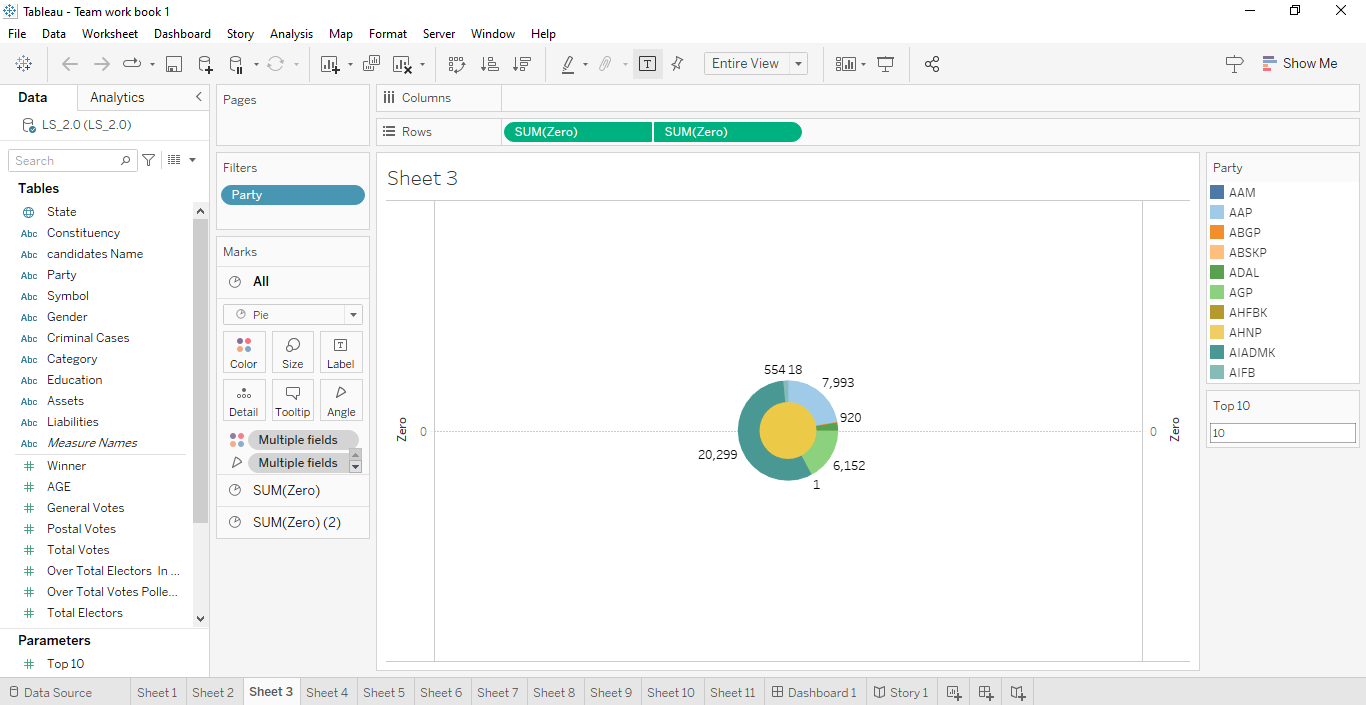 Tableau - Team work book 1
File Data Worksheet Dashboard Story Analysis Map Format Server Window Help
Entire View
Show Me
Data Analytics
LS_2.0 (LS_2.0)
Search
Tables
State
Abc Constituency
Abc candidates Name
Abc Party
Abc Symbol
Abc Gender
Abc Criminal Cases
Abc Category
Abc Education
Abc Assets
Abc Liabilities
Abc Measure Names
# Winner
# AGE
# General Votes
# Postal Votes
# Total Votes
# Over Total Electors In ...
# Over Total Votes Polle...
# Total Electors
Parameters
# Top 10
Pages
Filters
Party
Marks
All
Pie
Color Size Label
Detail Tooltip Angle
Multiple fields
Multiple fields
SUM(Zero)
SUM(Zero) (2)
Columns
Rows SUM(Zero) SUM(Zero)
Sheet 3
Zero
0
554 18
7,993
920
6,152
1
20,299
0
Zero
Party
AAM
AAP
ABGP
ABSKP
ADAL
AGP
AHFBK
AHNP
AIADMK
AIFB
Top 10
10
Data Source Sheet 1 Sheet 2 Sheet 3 Sheet 4 Sheet 5 Sheet 6 Sheet 7 Sheet 8 Sheet 9 Sheet 10 Sheet 11 Dashboard 1 Story 1